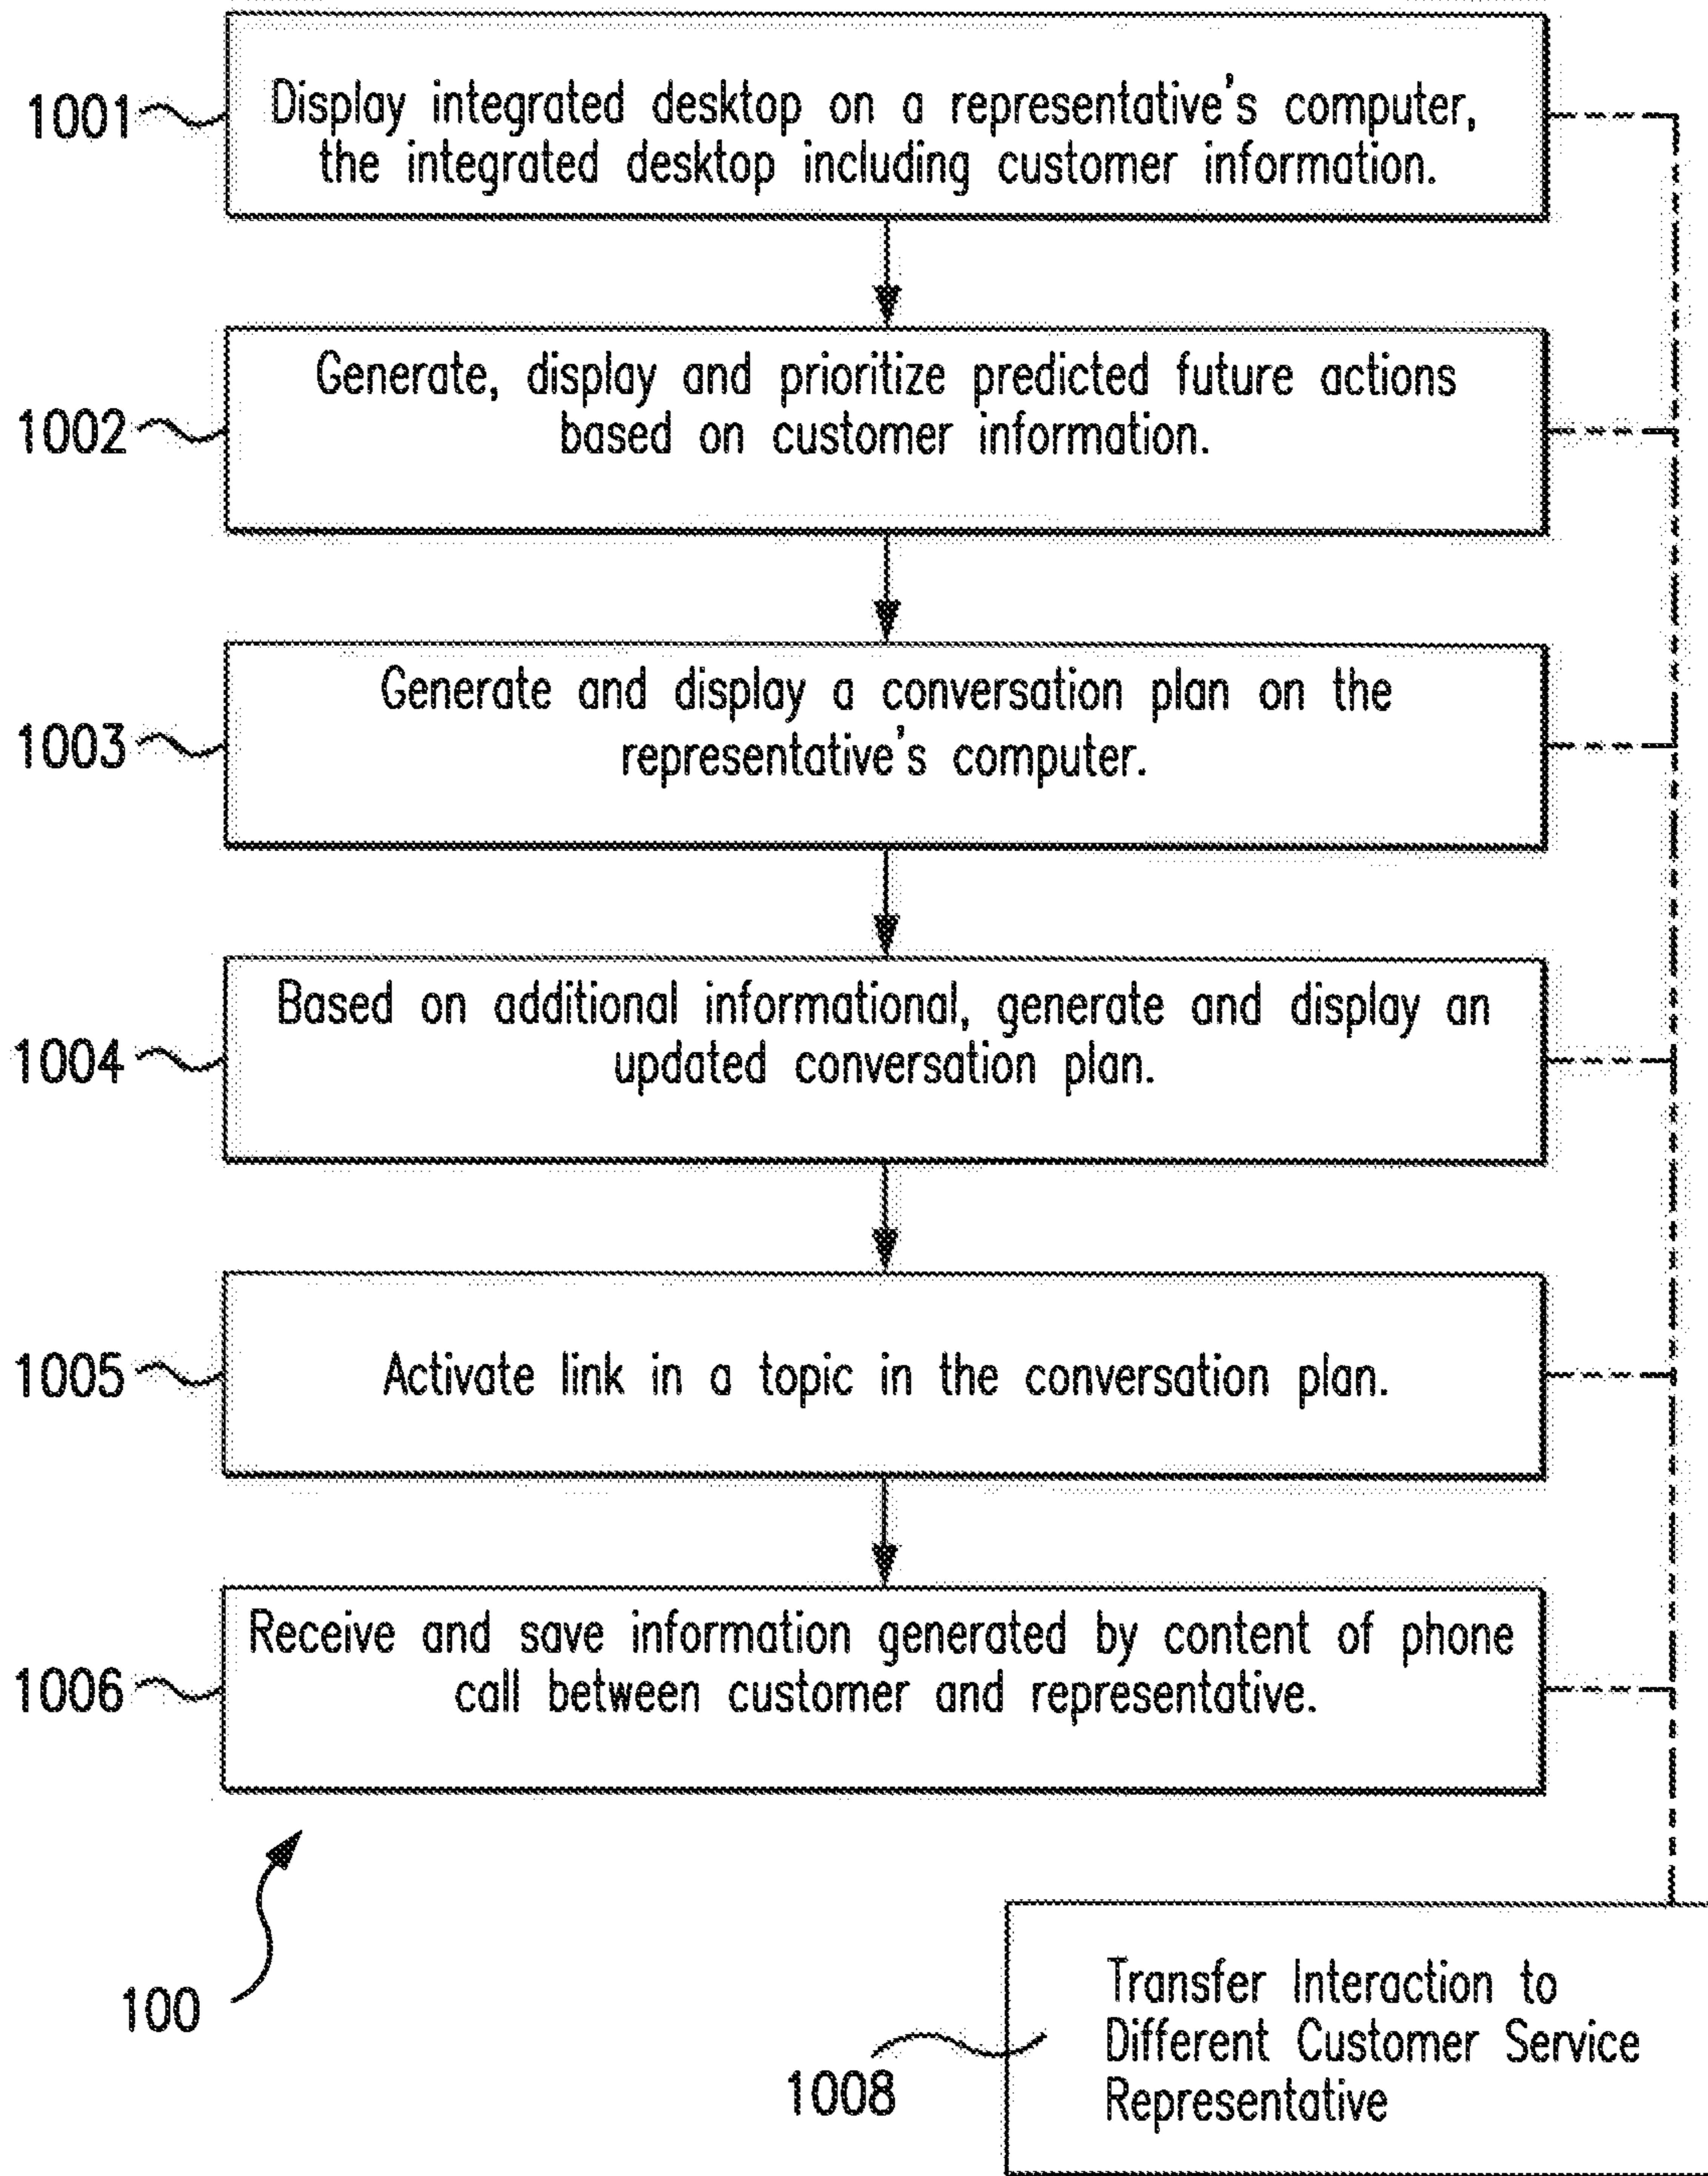 1001
Display integrated desktop on a representative's computer,
the integrated desktop including customer information.
1002
Generate, display and prioritize predicted future actions
based on customer information.
1003
Generate and display a conversation plan on the
representative's computer.
1004
Based on additional informational, generate and display an
updated conversation plan.
1005
Activate link in a topic in the conversation plan.
1006
Receive and save information generated by content of phone
call between customer and representative.
100
1008
Transfer Interaction to
Different Customer Service
Representative